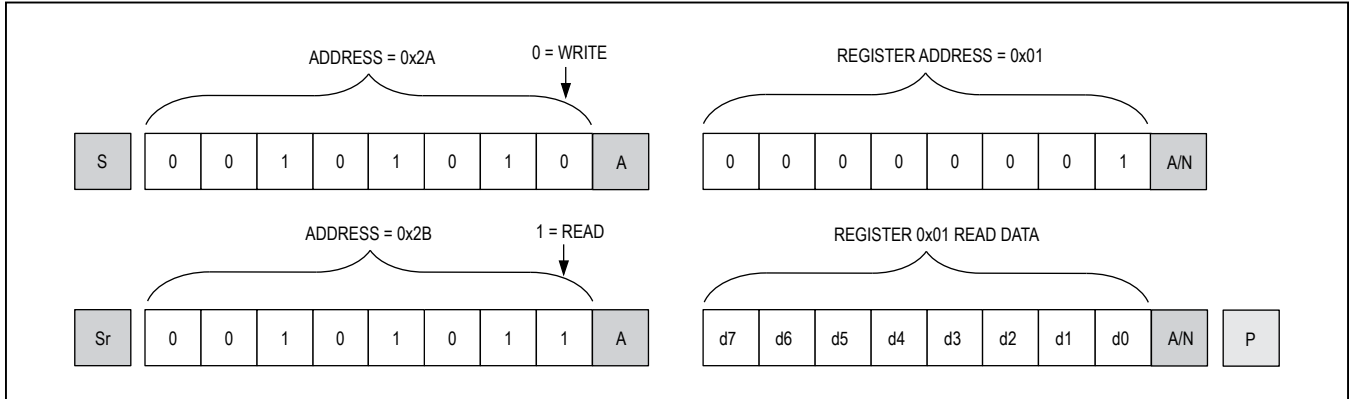 ADDRESS = 0x2A 0 = WRITE REGISTER ADDRESS = 0x01
S 0 0 1 0 1 0 1 0 A 0 0 0 0 0 0 0 1 A/N
ADDRESS = 0x2B 1 = READ REGISTER 0x01 READ DATA
Sr 0 0 1 0 1 0 1 1 A d7 d6 d5 d4 d3 d2 d1 d0 A/N P